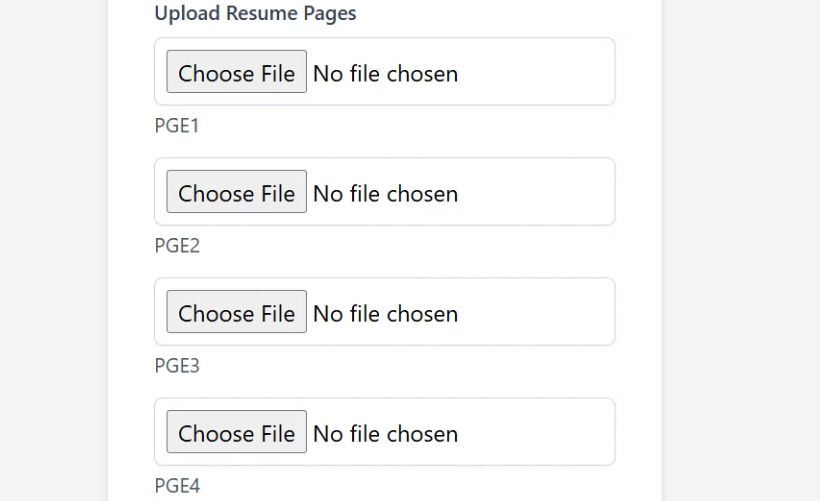 Upload Resume Pages
Choose File No file chosen
PGE1
Choose File No file chosen
PGE2
Choose File No file chosen
PGE3
Choose File No file chosen
PGE4